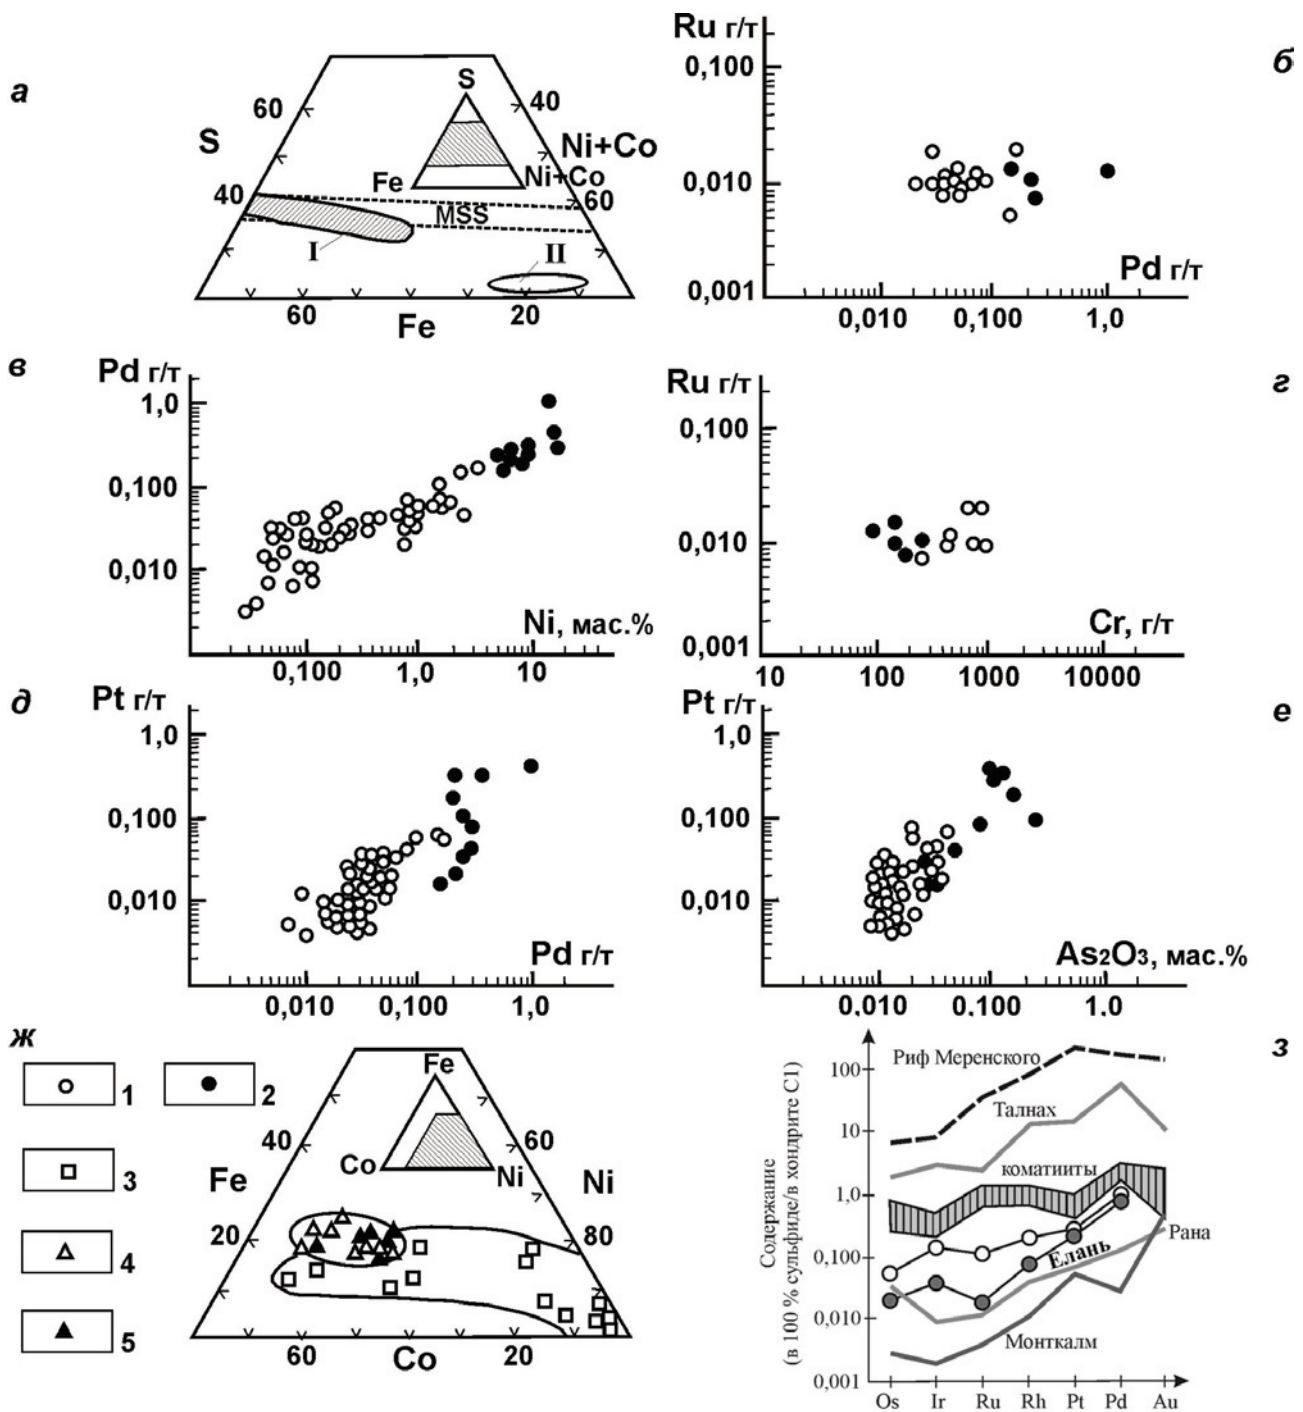 а
S
60
40
S
Fe
Ni+Co
40
Ni+Co
60
MSS
I
II
60
Fe
20
б
Ru г/т
0,100
0,010
0,001
Pd г/т
0,010
0,100
1,0
в
Pd г/т
1,0
0,100
0,010
Ni, мас.%
0,100
1,0
10
г
Ru г/т
0,100
0,010
0,001
Cr, г/т
10
100
1000
10000
д
Pt г/т
1,0
0,100
0,010
Pd г/т
0,010
0,100
1,0
е
Pt г/т
1,0
0,100
0,010
As2O3, мас.%
0,010
0,100
1,0
ж
1
2
3
4
5
Fe
Co
Ni
40
60
Fe
Ni
20
80
60
Co
20
з
Содержание
(в 100 % сульфиде/в хондрите С1)
100
10
1,0
0,100
0,010
0,001
Риф Меренского
Талнах
коматииты
Рана
Елань
Монткалм
Os
Ir
Ru
Rh
Pt
Pd
Au